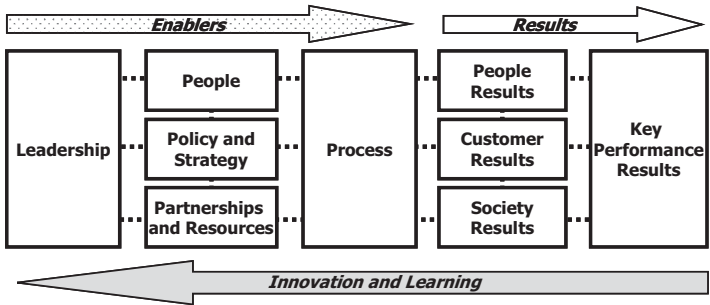 Enablers
Results
Leadership
People
Policy and
Strategy
Partnerships
and Resources
Process
People
Results
Customer
Results
Society
Results
Key
Performance
Results
Innovation and Learning